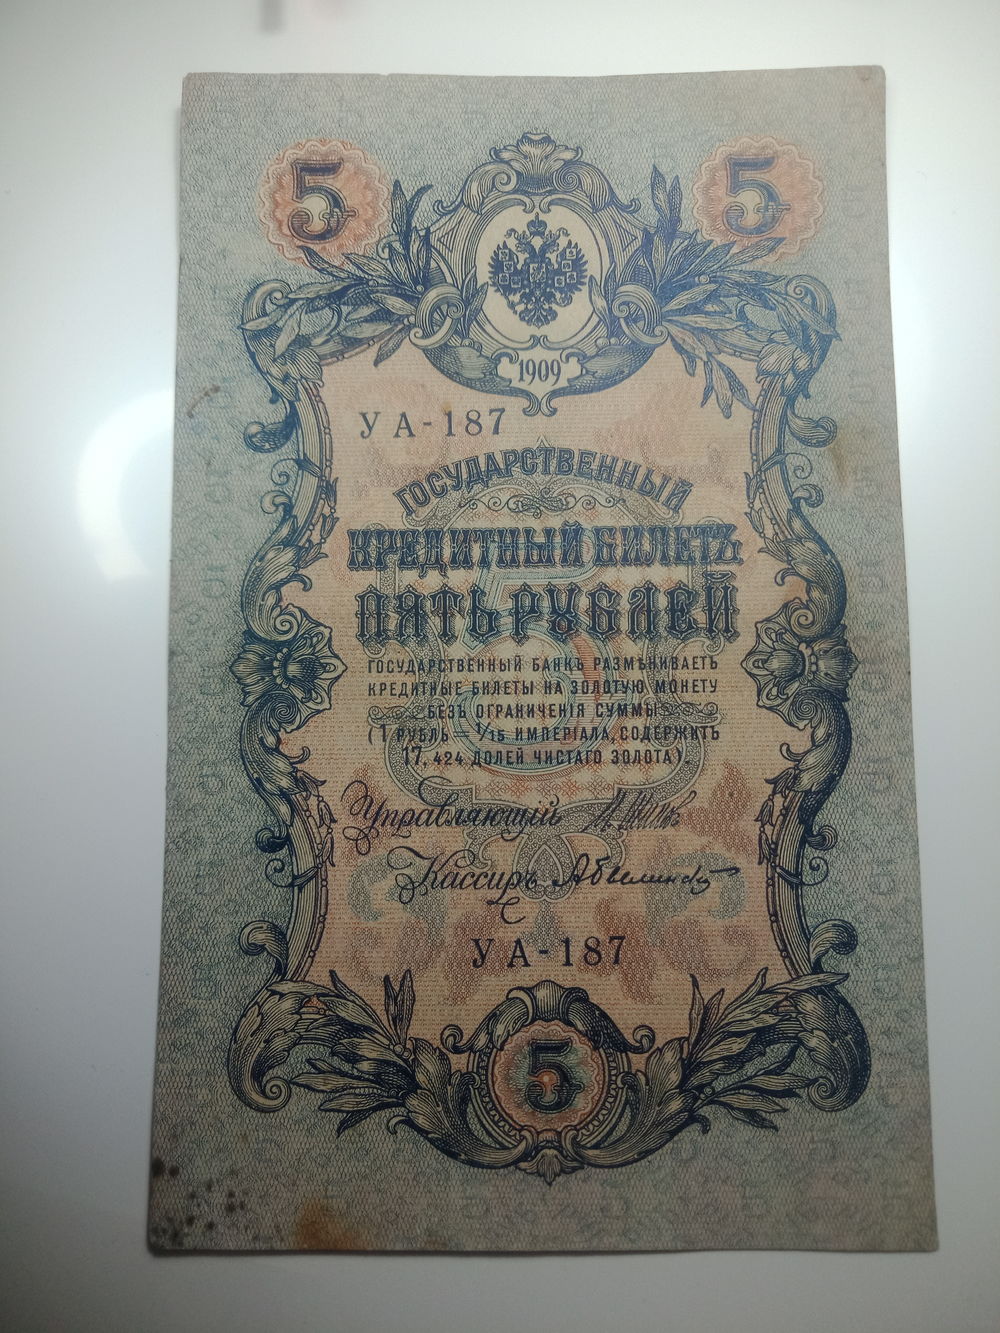 5 5
1909
УА-187
ГОСУДАРСТВЕННЫЙ
КРЕДИТНЫЙ БИЛЕТЪ
ПЯТЬ РУБЛЕЙ
ГОСУДАРСТВЕННЫЙ БАНКЪ РАЗМѢНИВАЕТЪ
КРЕДИТНЫЕ БИЛЕТЫ НА ЗОЛОТУЮ МОНЕТУ
БЕЗЪ ОГРАНИЧЕНІЯ СУММЫ
(1 РУБЛЬ = 1/15 ИМПЕРІАЛА, СОДЕРЖИТЪ
17,424 ДОЛЕЙ ЧИСТАГО ЗОЛОТА).
Управляющій
Кассиръ
УА-187
5